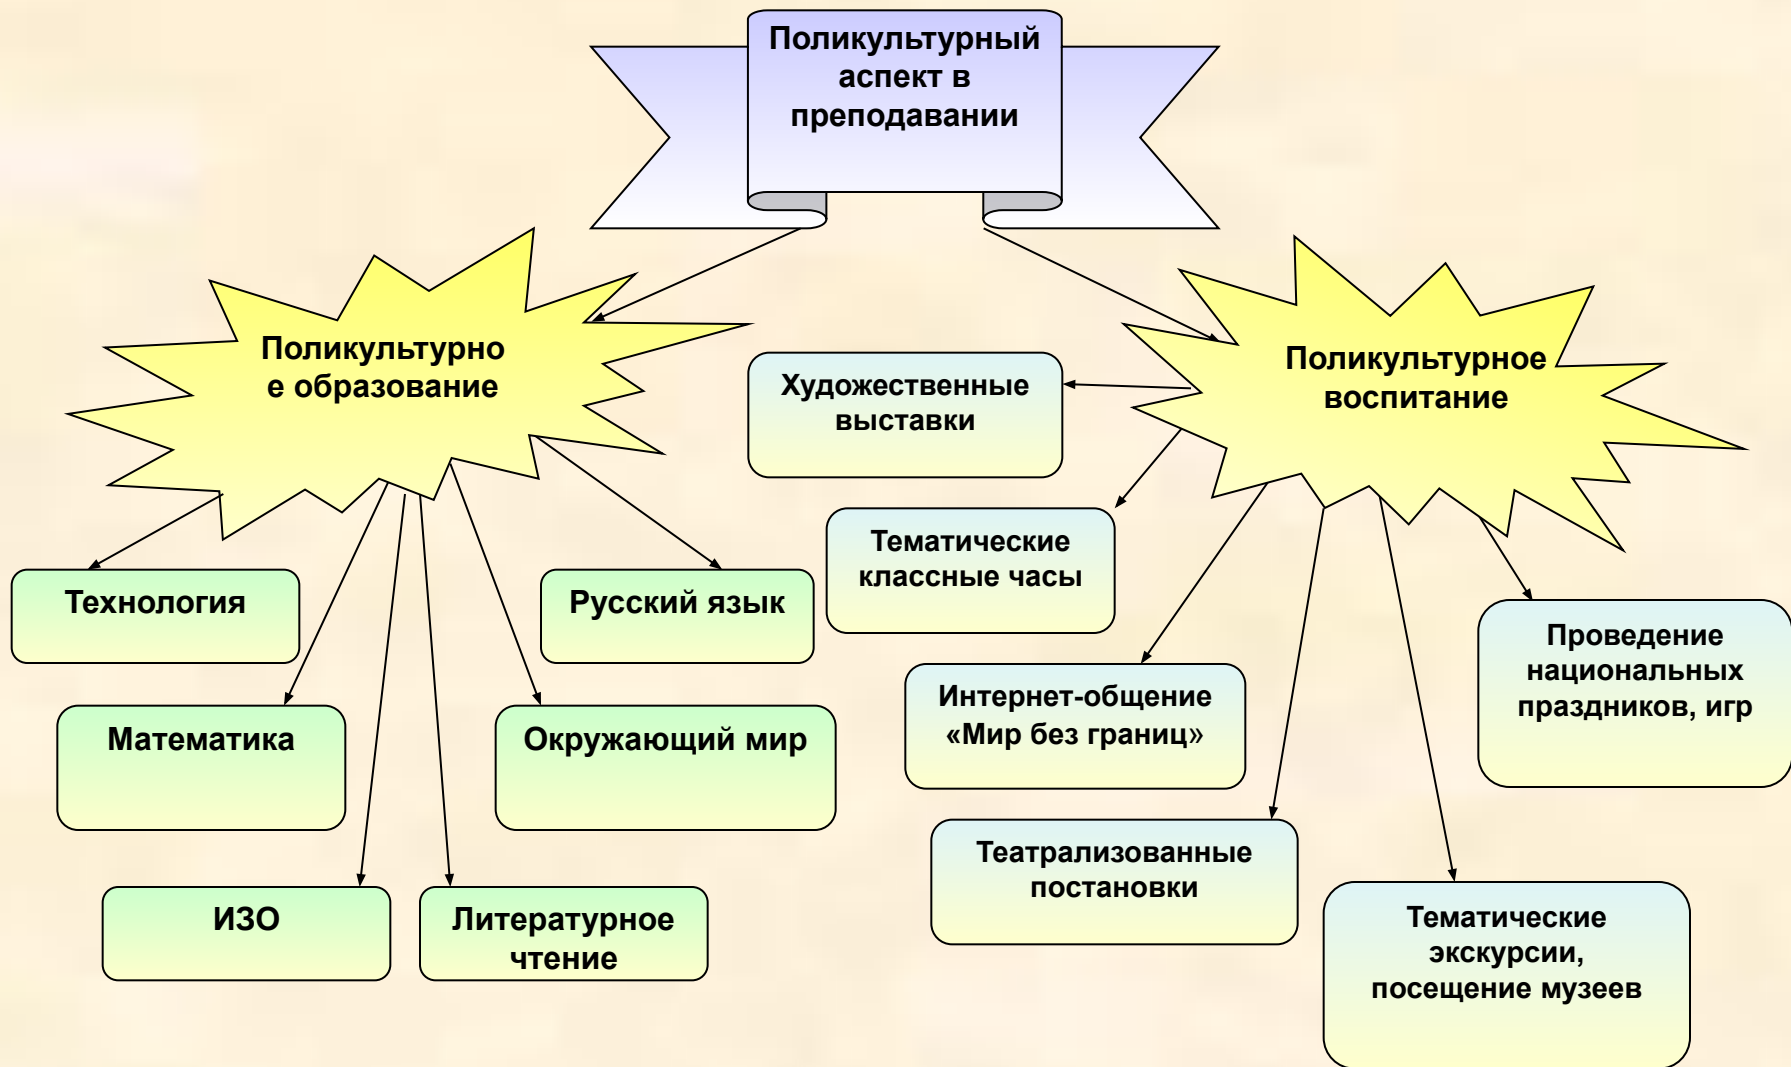 Поликультурный
аспект в
преподавании
Поликультурно
е образование
Поликультурное
воспитание
Художественные
выставки
Тематические
классные часы
Технология
Русский язык
Проведение
национальных
праздников, игр
Интернет-общение
«Мир без границ»
Математика
Окружающий мир
Театрализованные
постановки
ИЗО
Литературное
чтение
Тематические
экскурсии,
посещение музеев